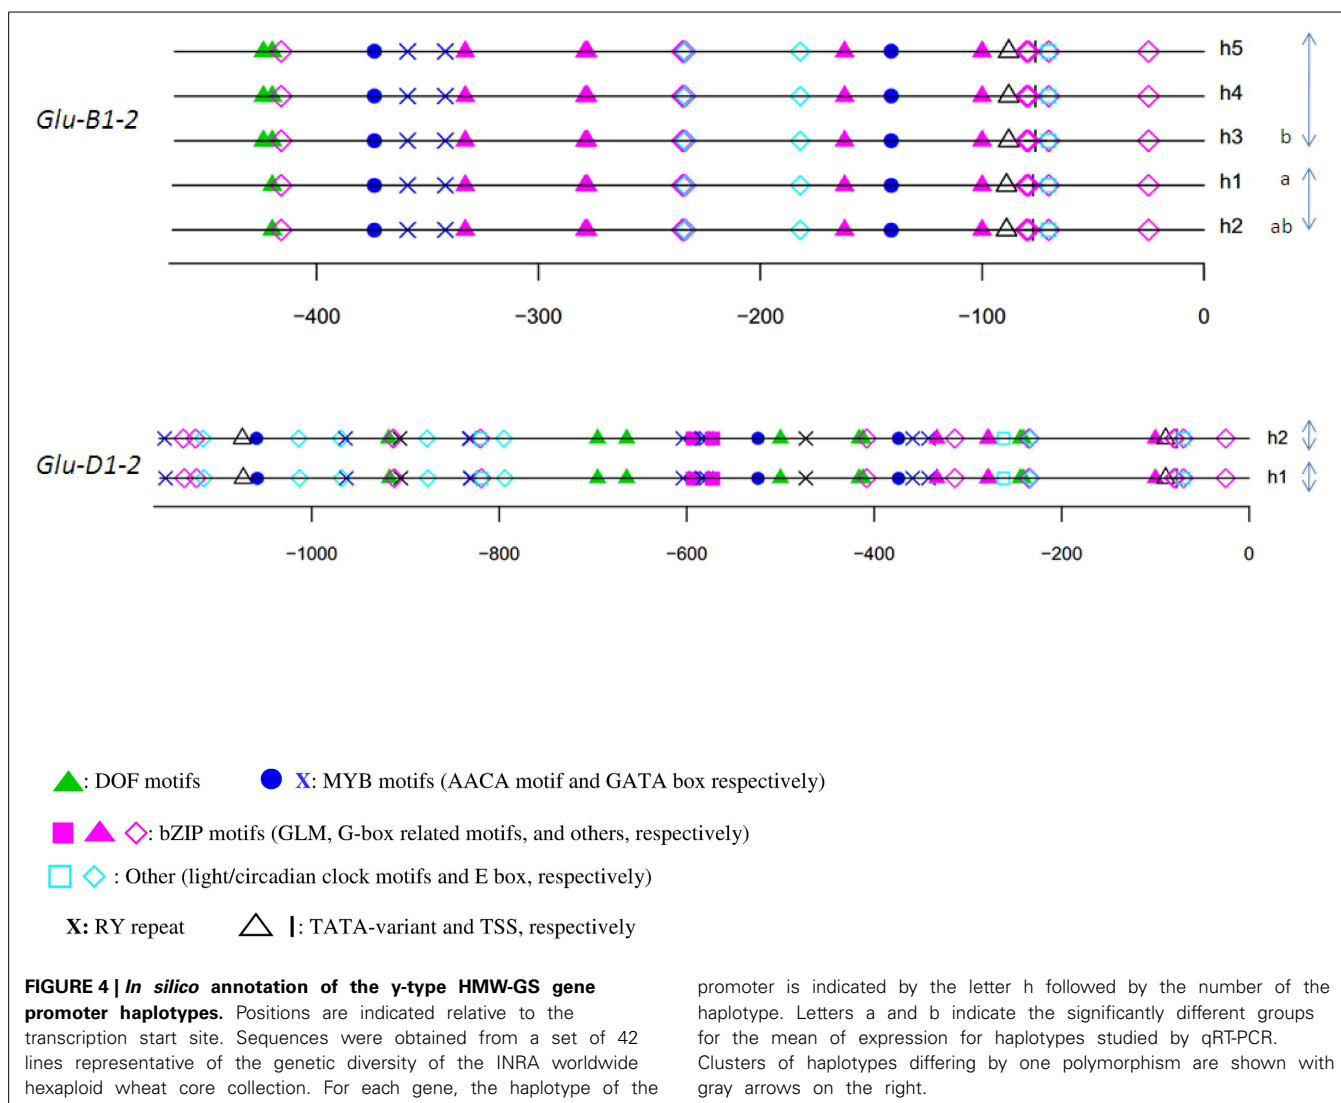 Glu-B1-2
h5
h4
h3 b
h1 a
h2 ab
−400 −300 −200 −100 0
Glu-D1-2
h2
h1
−1000 −800 −600 −400 −200 0
: DOF motifs X: MYB motifs (AACA motif and GATA box respectively)
: bZIP motifs (GLM, G-box related motifs, and others, respectively)
: Other (light/circadian clock motifs and E box, respectively)
X: RY repeat : TATA-variant and TSS, respectively
FIGURE 4 | In silico annotation of the y-type HMW-GS gene
promoter haplotypes. Positions are indicated relative to the
transcription start site. Sequences were obtained from a set of 42
lines representative of the genetic diversity of the INRA worldwide
hexaploid wheat core collection. For each gene, the haplotype of the
promoter is indicated by the letter h followed by the number of the
haplotype. Letters a and b indicate the significantly different groups
for the mean of expression for haplotypes studied by qRT-PCR.
Clusters of haplotypes differing by one polymorphism are shown with
gray arrows on the right.